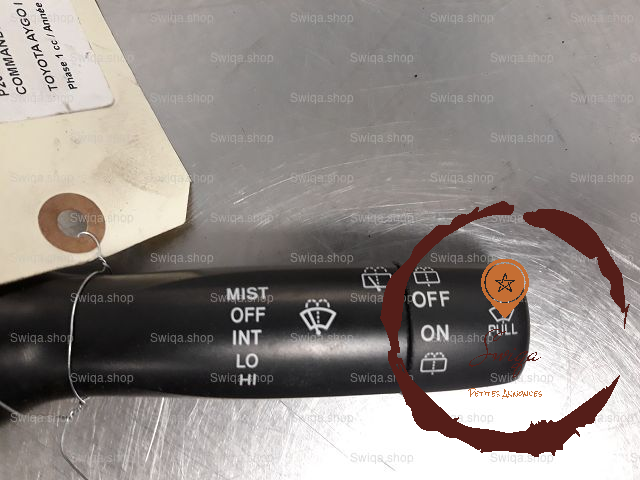 COMMAND
TOYOTA AYGO I
Phase 1 cc / Année
MIST
OFF
INT
LO
HI
OFF
ON
PULL
Swiqa
PETITES ANNONCES
Swiqa.shop